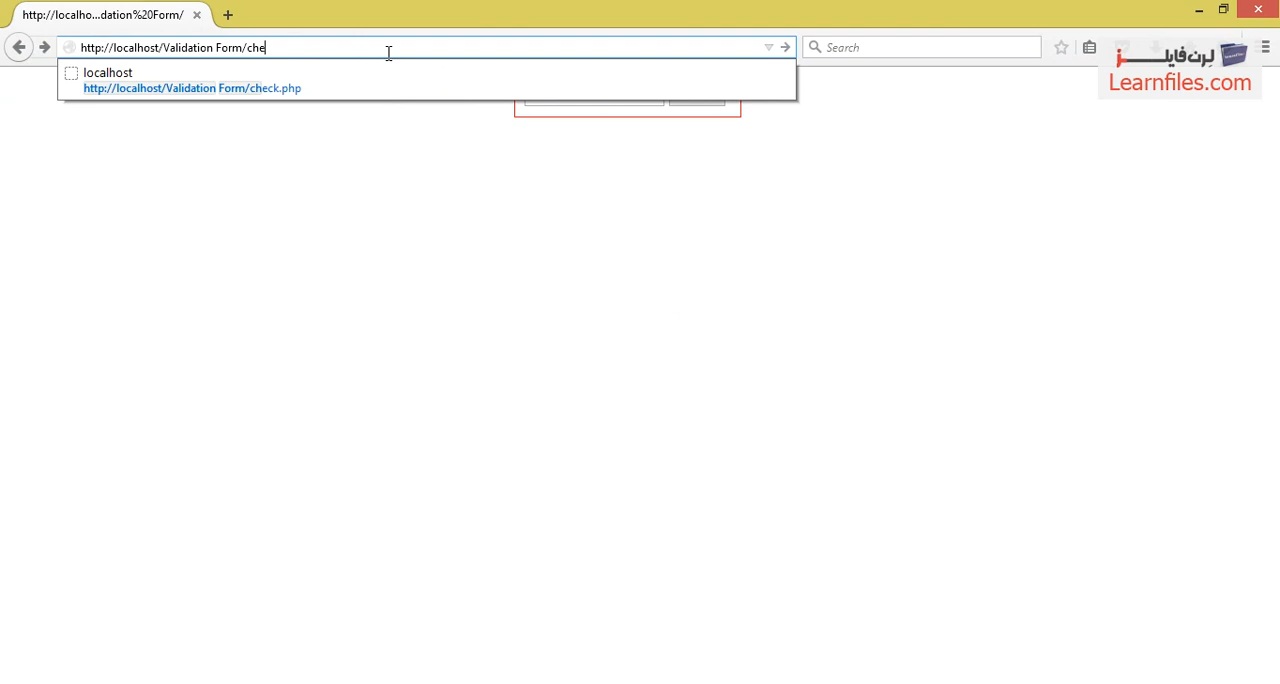 http://localho...dation%20Form/
http://localhost/Validation Form/che
Search
localhost
http://localhost/Validation Form/check.php
لرن‌فایلز
Learnfiles.com